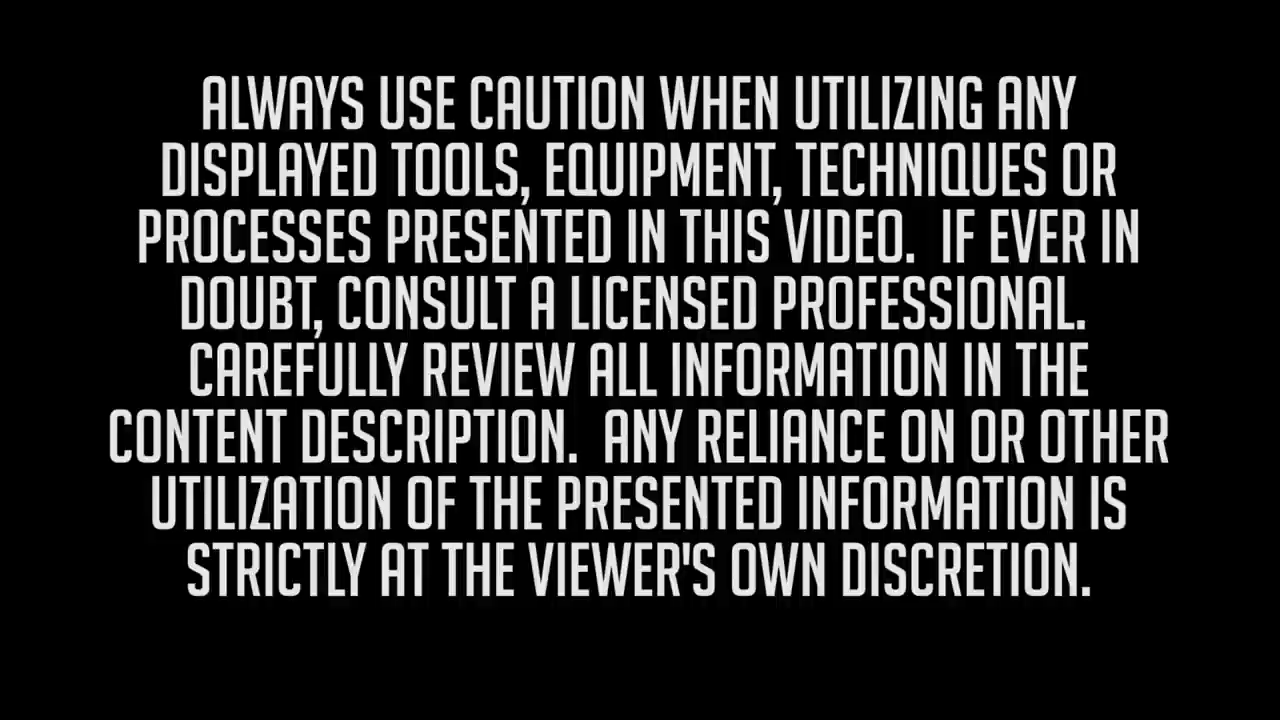 ALWAYS USE CAUTION WHEN UTILIZING ANY
DISPLAYED TOOLS, EQUIPMENT, TECHNIQUES OR
PROCESSES PRESENTED IN THIS VIDEO.  IF EVER IN
DOUBT, CONSULT A LICENSED PROFESSIONAL.
CAREFULLY REVIEW ALL INFORMATION IN THE
CONTENT DESCRIPTION.  ANY RELIANCE ON OR OTHER
UTILIZATION OF THE PRESENTED INFORMATION IS
STRICTLY AT THE VIEWER'S OWN DISCRETION.